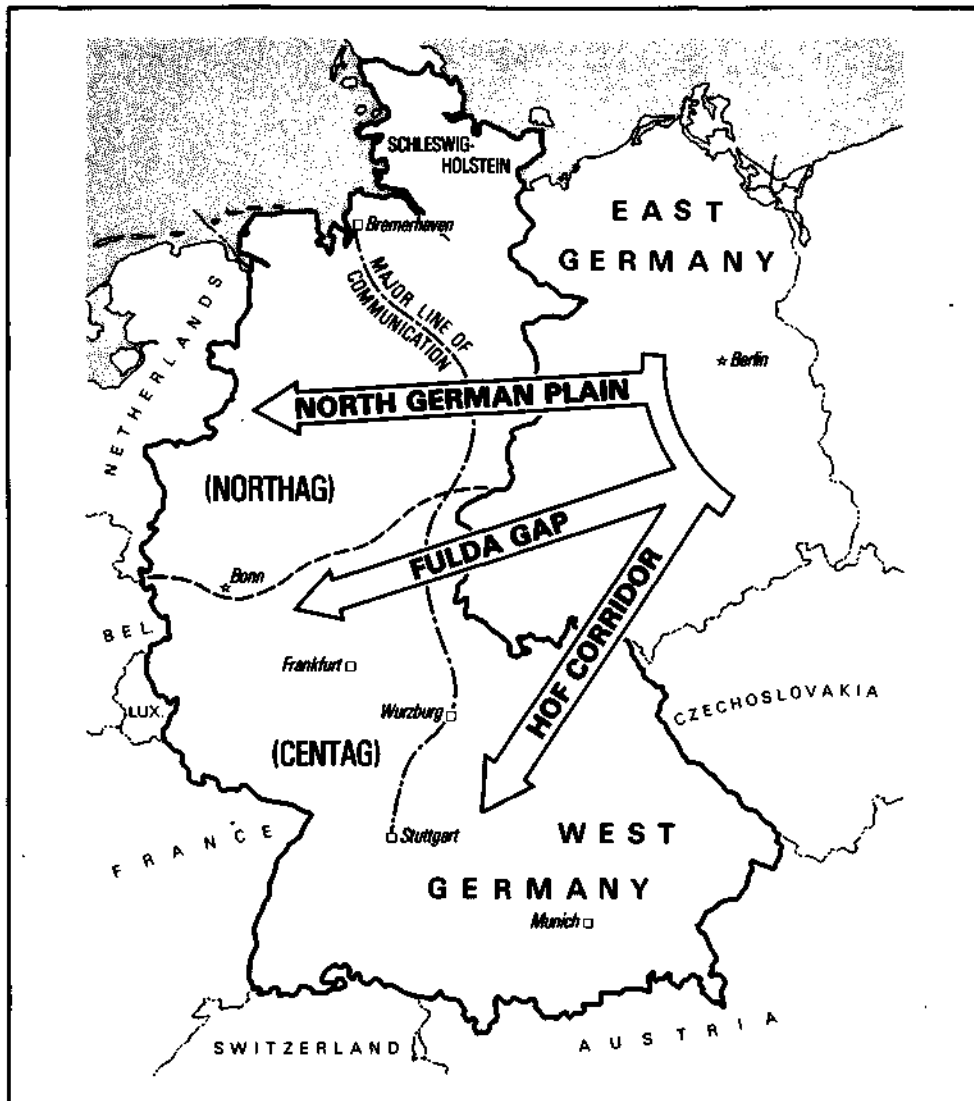 SCHLESWIG-
HOLSTEIN
Bremerhaven
EAST
GERMANY
MAJOR LINE OF
COMMUNICATION
NETHERLANDS
Berlin
NORTH GERMAN PLAIN
(NORTHAG)
FULDA GAP
Bonn
BEL.
HOF CORRIDOR
Frankfurt
LUX.
Wurzburg
CZECHOSLOVAKIA
(CENTAG)
FRANCE
Stuttgart
WEST
GERMANY
Munich
SWITZERLAND
AUSTRIA